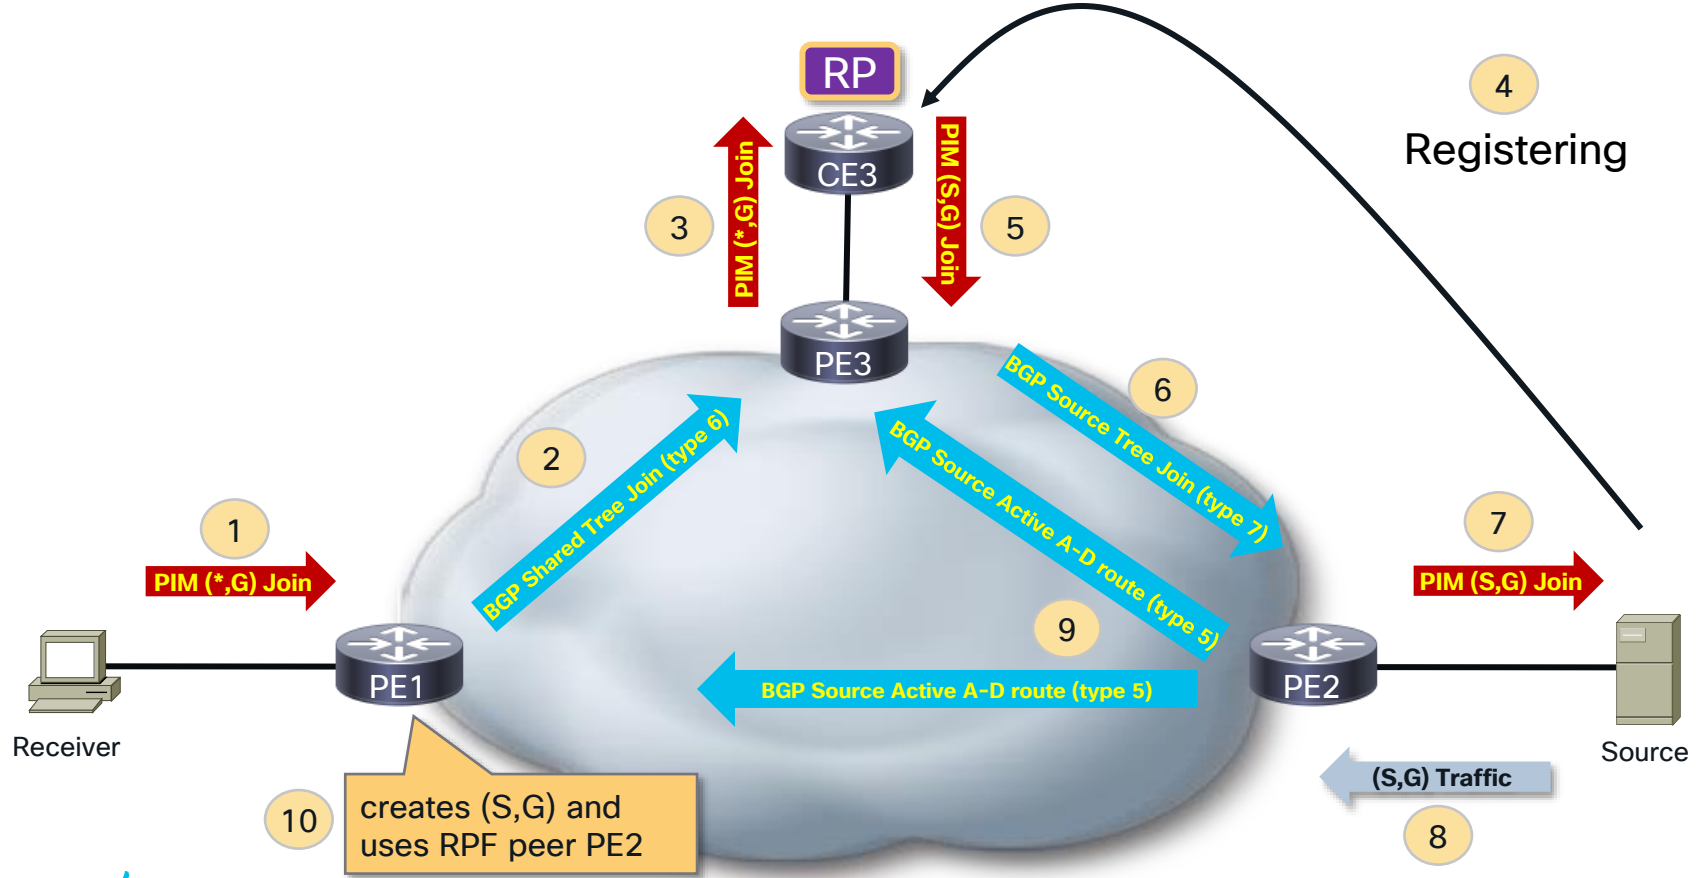 RP
4
Registering
CE3
PIM (*,G) Join
3
PIM (S,G) Join
5
PE3
BGP Source Tree Join (type 7)
6
BGP Shared Tree Join (type 6)
2
BGP Source Active A-D route (type 5)
1
PIM (*,G) Join
7
PIM (S,G) Join
9
BGP Source Active A-D route (type 5)
PE1
PE2
Receiver
Source
(S,G) Traffic
8
10
creates (S,G) and
uses RPF peer PE2